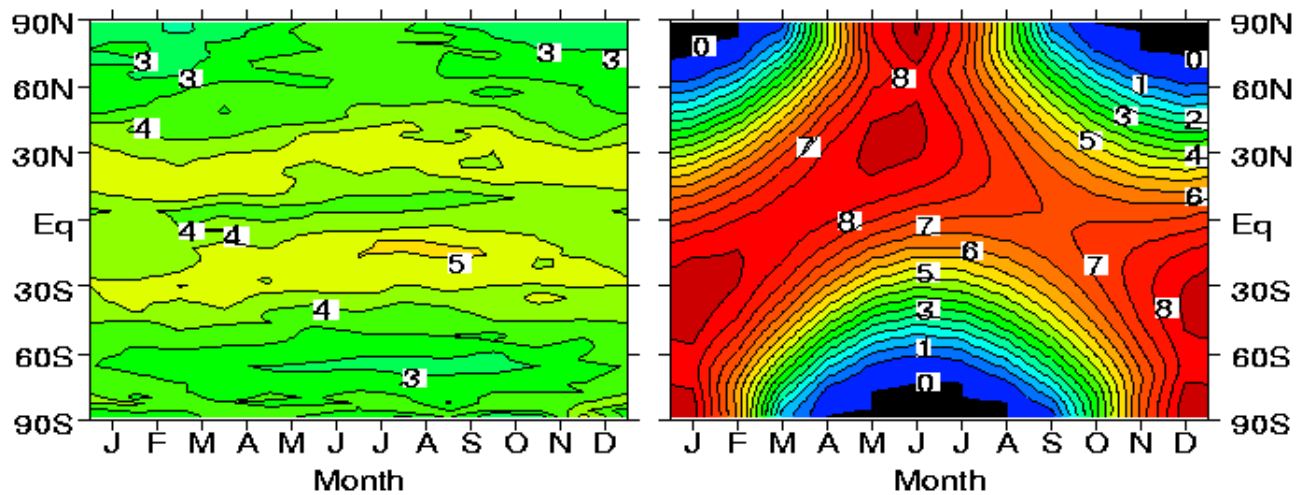 90N 90N
3 3 3 0 0
3 8 1
60N 60N
4 3 2
7 5 4
30N 30N
6
Eq 4 4 8 7 Eq
5 6 7
5
30S 30S
4 3 8
60S 1 60S
3 0
90S 90S
J F M A M J J A S O N D J F M A M J J A S O N D
Month Month